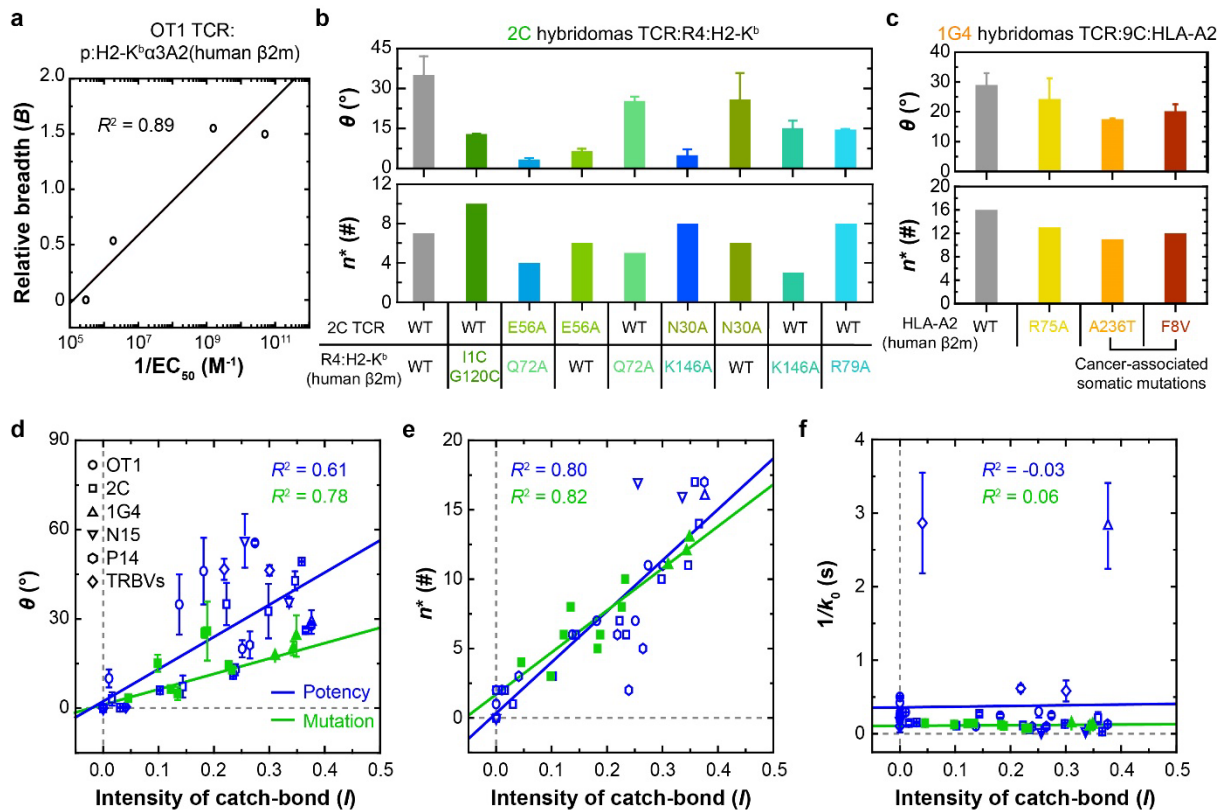 a
OT1 TCR:
p:H2-Kᵇα3A2(human β2m)
Relative breadth (B)
2.0
1.5
1.0
0.5
0
R² = 0.89
10⁵ 10⁷ 10⁹ 10¹¹
1/EC₅₀ (M⁻¹)
b
2C hybridomas TCR:R4:H2-Kᵇ
θ (°)
45
30
15
0
n* (#)
12
8
4
0
2C TCR WT WT E56A E56A WT N30A N30A WT WT
R4:H2-Kᵇ (human β2m) WT I1C G120C Q72A WT Q72A K146A WT K146A R79A
c
1G4 hybridomas TCR:9C:HLA-A2
θ (°)
40
30
20
10
0
n* (#)
20
16
12
8
4
0
HLA-A2 (human β2m) WT R75A A236T F8V
Cancer-associated
somatic mutations
d
θ (°)
90
60
30
0
OT1
2C
1G4
N15
P14
TRBVs
R² = 0.61
R² = 0.78
Potency
Mutation
0.0 0.1 0.2 0.3 0.4 0.5
Intensity of catch-bond (I)
e
n* (#)
20
15
10
5
0
R² = 0.80
R² = 0.82
0.0 0.1 0.2 0.3 0.4 0.5
Intensity of catch-bond (I)
f
1/k₀ (s)
4
3
2
1
0
R² = -0.03
R² = 0.06
0.0 0.1 0.2 0.3 0.4 0.5
Intensity of catch-bond (I)